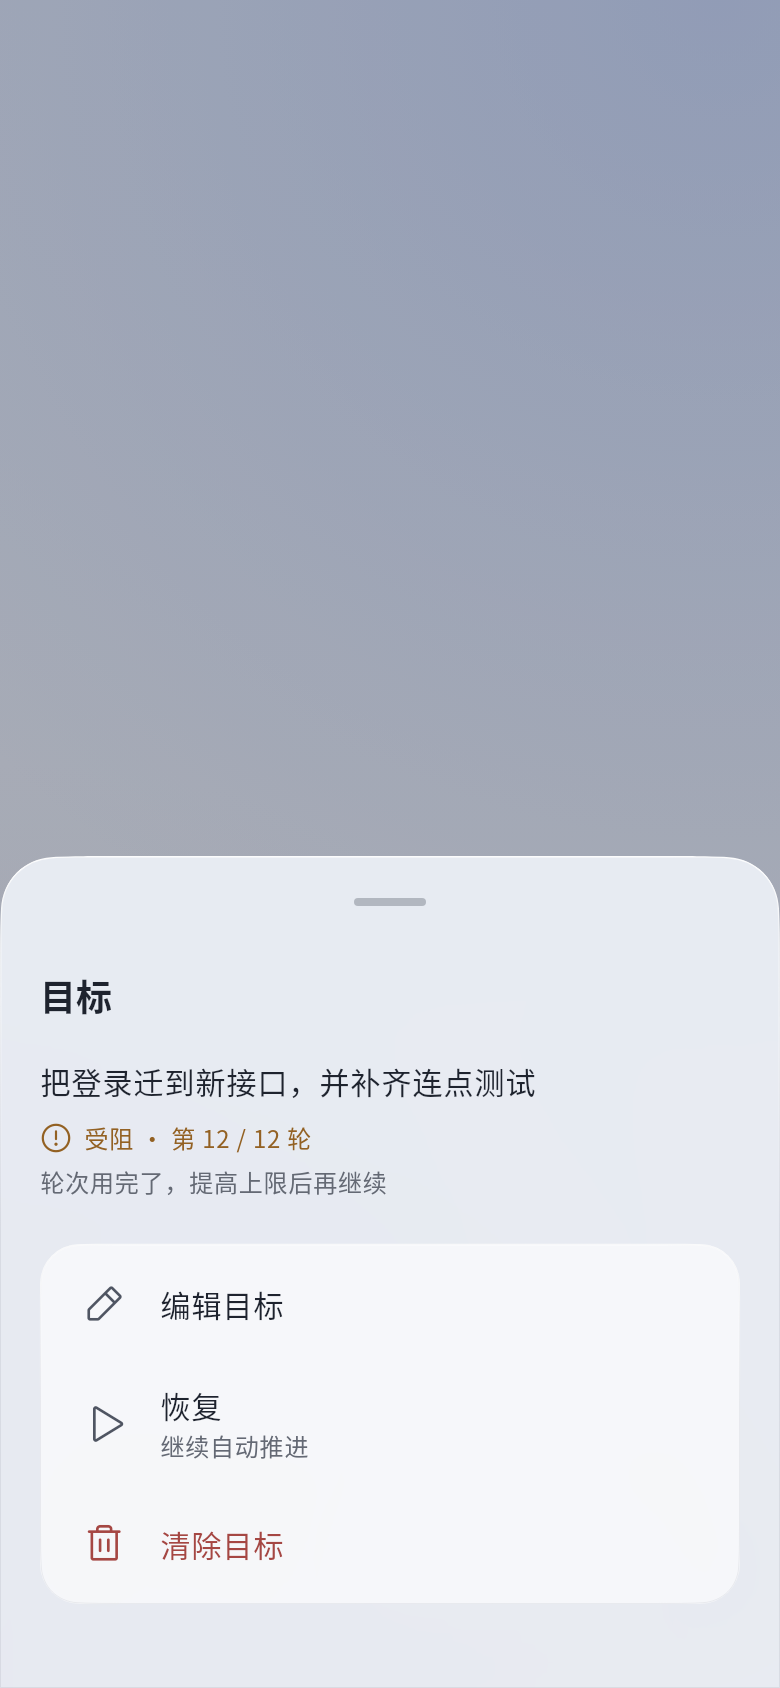 目标
把登录迁到新接口，并补齐连点测试
受阻 · 第 12 / 12 轮
轮次用完了，提高上限后再继续
编辑目标
恢复
继续自动推进
清除目标